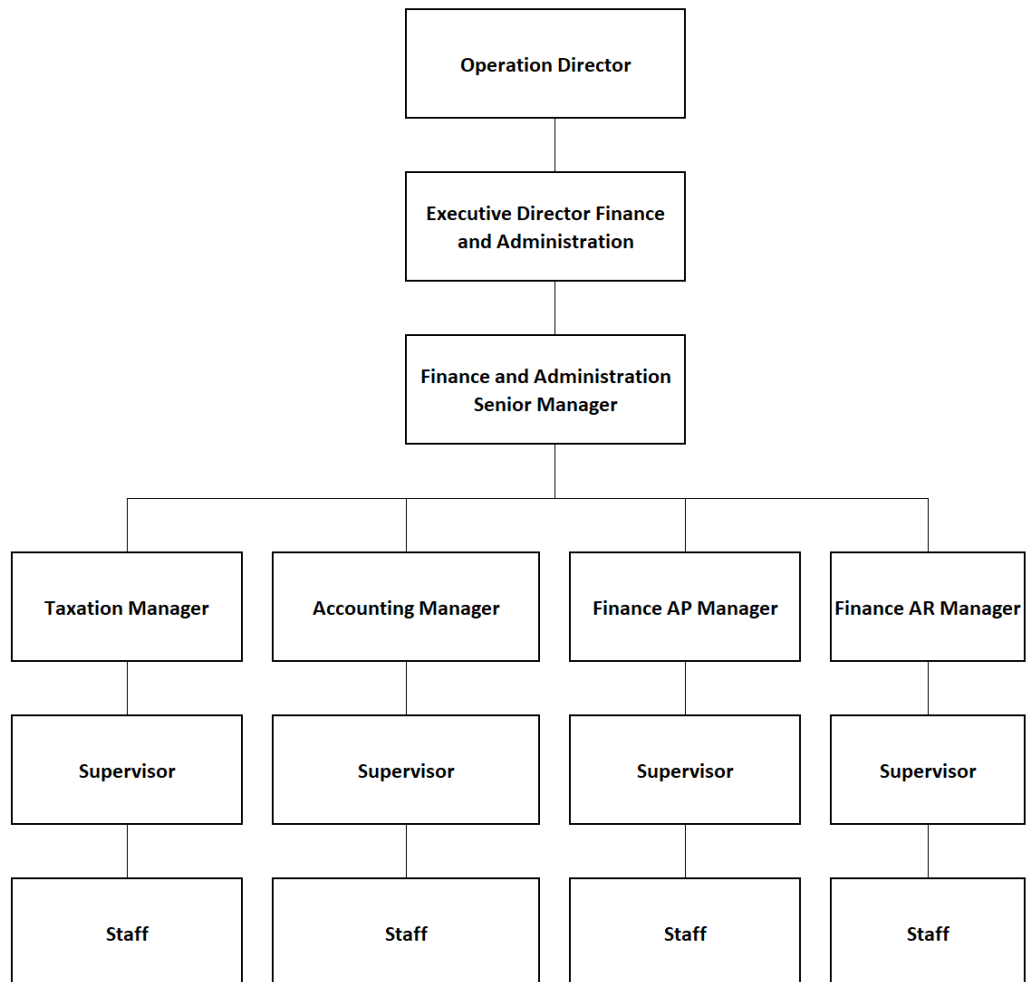 Operation Director
Executive Director Finance
and Administration
Finance and Administration
Senior Manager
Taxation Manager
Accounting Manager
Finance AP Manager
Finance AR Manager
Supervisor
Supervisor
Supervisor
Supervisor
Staff
Staff
Staff
Staff